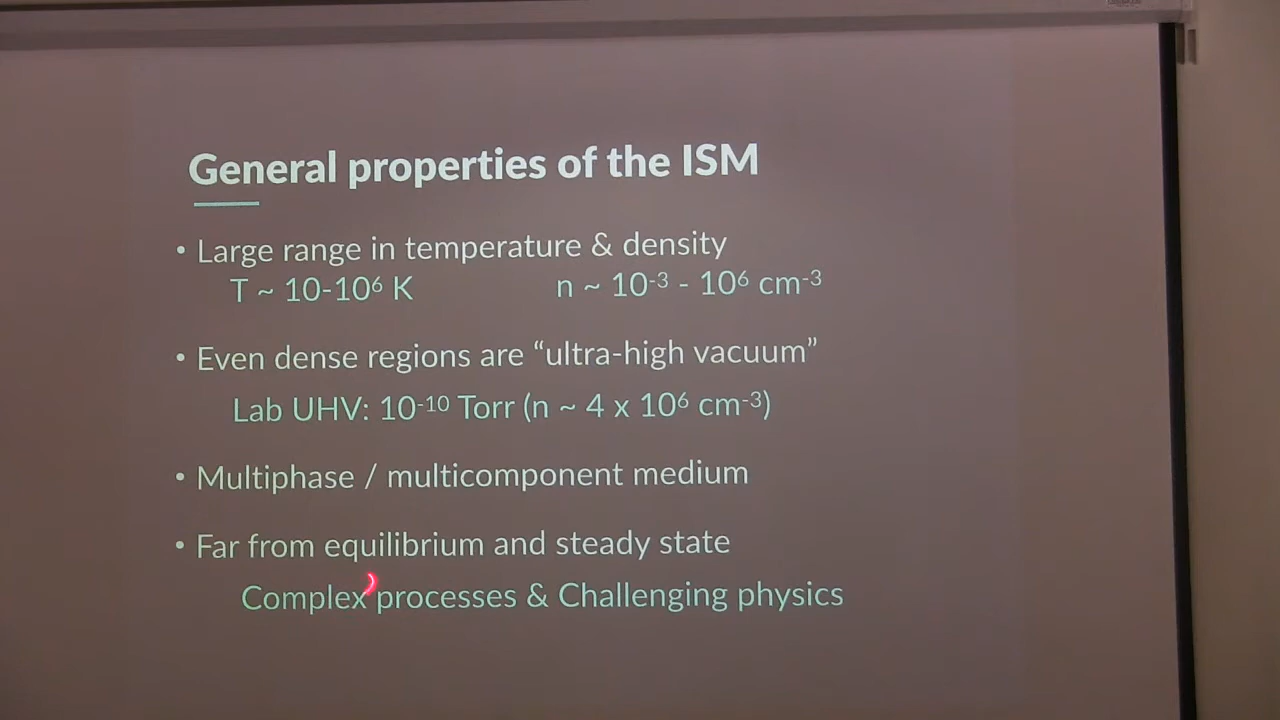 General properties of the ISM
• Large range in temperature & density
T ~ 10-10⁶ K n ~ 10⁻³ - 10⁶ cm⁻³
• Even dense regions are “ultra-high vacuum”
Lab UHV: 10⁻¹⁰ Torr (n ~ 4 x 10⁶ cm⁻³)
• Multiphase / multicomponent medium
• Far from equilibrium and steady state
Complex processes & Challenging physics